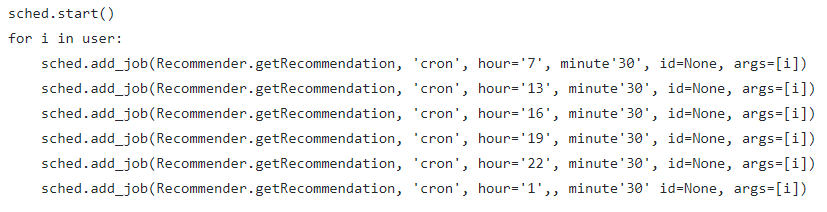 sched.start()
for i in user:
    sched.add_job(Recommender.getRecommendation, 'cron', hour='7', minute'30', id=None, args=[i])
    sched.add_job(Recommender.getRecommendation, 'cron', hour='13', minute'30', id=None, args=[i])
    sched.add_job(Recommender.getRecommendation, 'cron', hour='16', minute'30', id=None, args=[i])
    sched.add_job(Recommender.getRecommendation, 'cron', hour='19', minute'30', id=None, args=[i])
    sched.add_job(Recommender.getRecommendation, 'cron', hour='22', minute'30', id=None, args=[i])
    sched.add_job(Recommender.getRecommendation, 'cron', hour='1',, minute'30' id=None, args=[i])